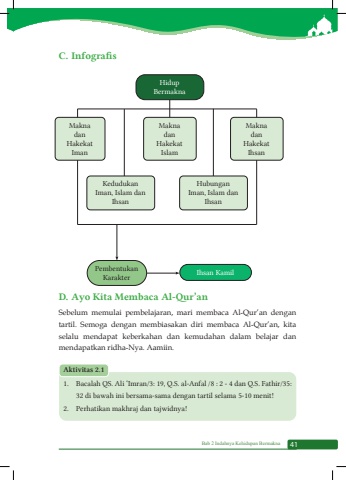 C. Infografis
Hidup
Bermakna
Makna
dan
Hakekat
Iman
Makna
dan
Hakekat
Islam
Makna
dan
Hakekat
Ihsan
Kedudukan
Iman, Islam dan
Ihsan
Hubungan
Iman, Islam dan
Ihsan
Pembentukan
Karakter
Ihsan Kamil
D. Ayo Kita Membaca Al-Qur’an
Sebelum memulai pembelajaran, mari membaca Al-Qur’an dengan
tartil. Semoga dengan membiasakan diri membaca Al-Qur’an, kita
selalu mendapat keberkahan dan kemudahan dalam belajar dan
mendapatkan ridha-Nya. Aamiin.
Aktivitas 2.1
1. Bacalah QS. Ali ’Imran/3: 19, Q.S. al-Anfal /8 : 2 - 4 dan Q.S. Fathir/35:
32 di bawah ini bersama-sama dengan tartil selama 5-10 menit!
2. Perhatikan makhraj dan tajwidnya!
Bab 2 Indahnya Kehidupan Bermakna
41